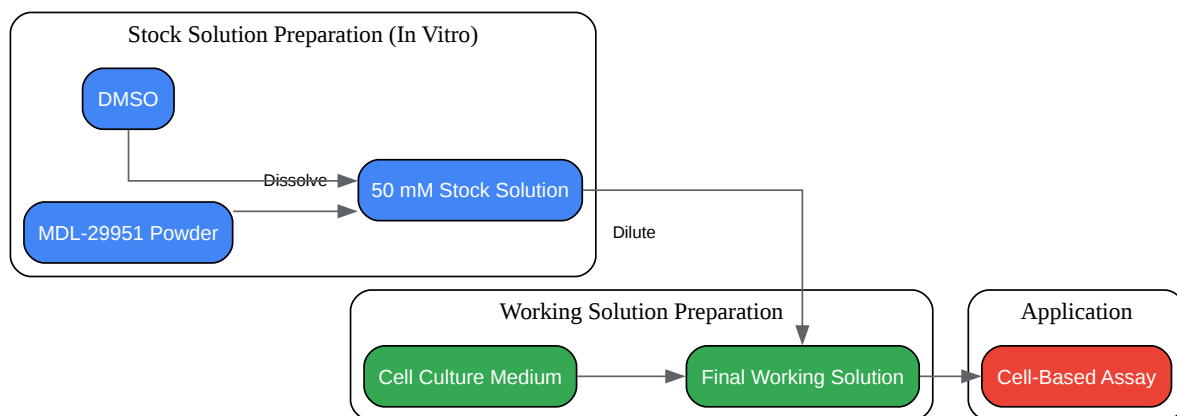 Stock Solution Preparation (In Vitro)
DMSO
Dissolve
50 mM Stock Solution
MDL-29951 Powder
Dilute
Working Solution Preparation
Application
Cell Culture Medium
Final Working Solution
Cell-Based Assay